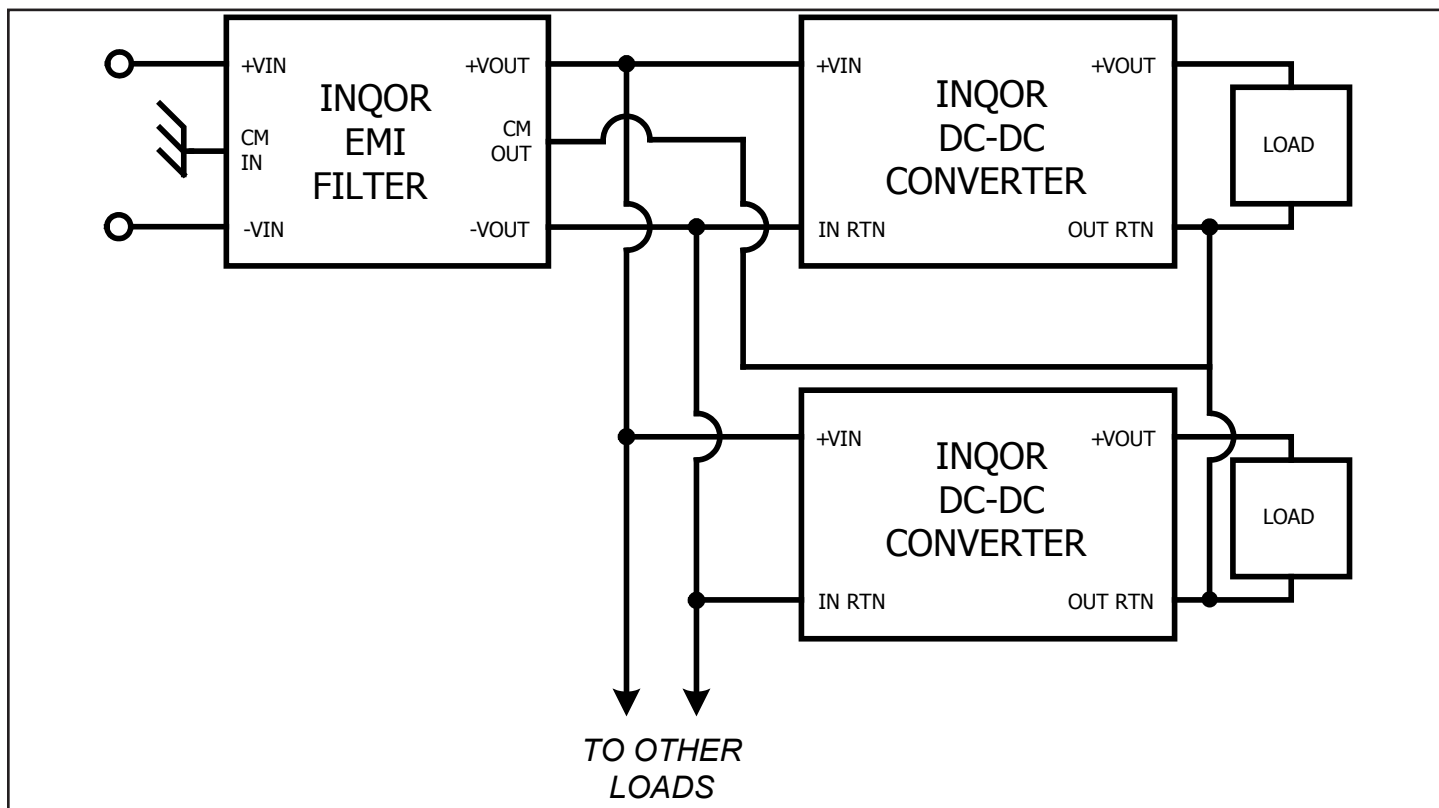 +VIN
CM
IN
-VIN
INQOR
EMI
FILTER
+VOUT
CM
OUT
-VOUT
+VIN
IN RTN
INQOR
DC-DC
CONVERTER
+VOUT
OUT RTN
LOAD
+VIN
IN RTN
INQOR
DC-DC
CONVERTER
+VOUT
OUT RTN
LOAD
TO OTHER
LOADS